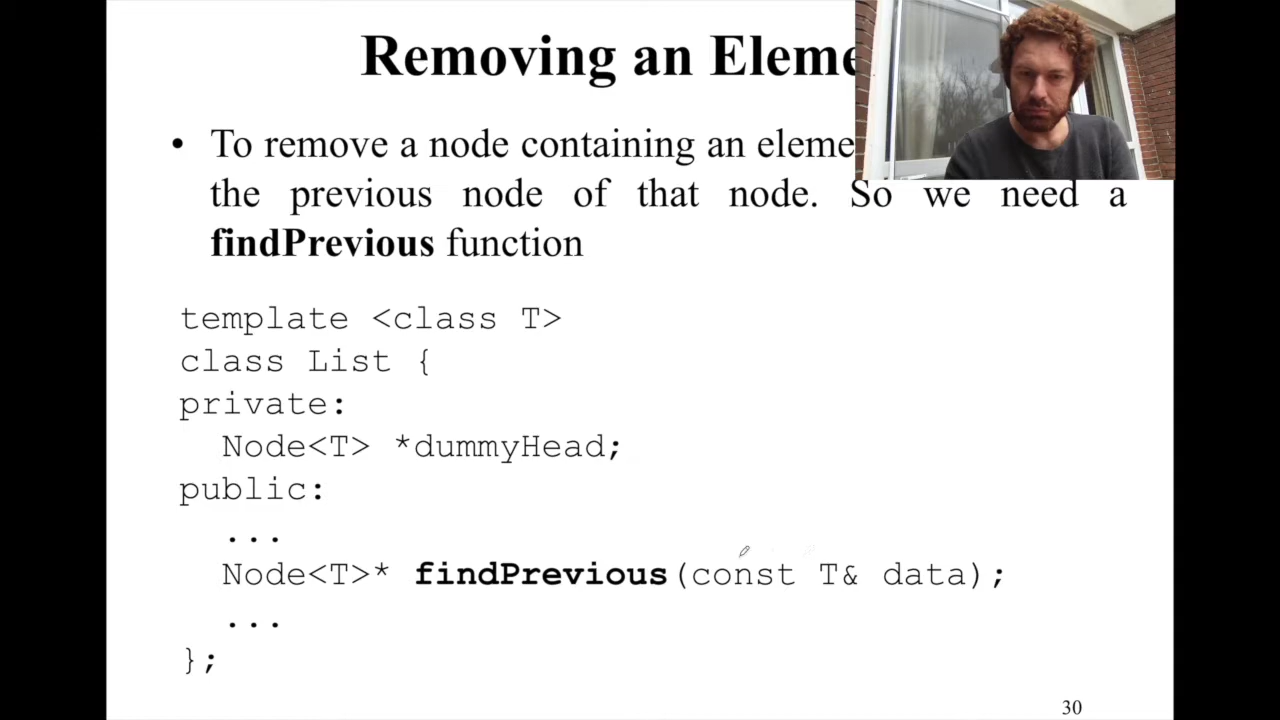 Removing an Eleme
• To remove a node containing an eleme
the previous node of that node. So we need a
findPrevious function
template <class T>
class List {
private:
Node<T> *dummyHead;
public:
...
Node<T>* findPrevious(const T& data);
...
};
30